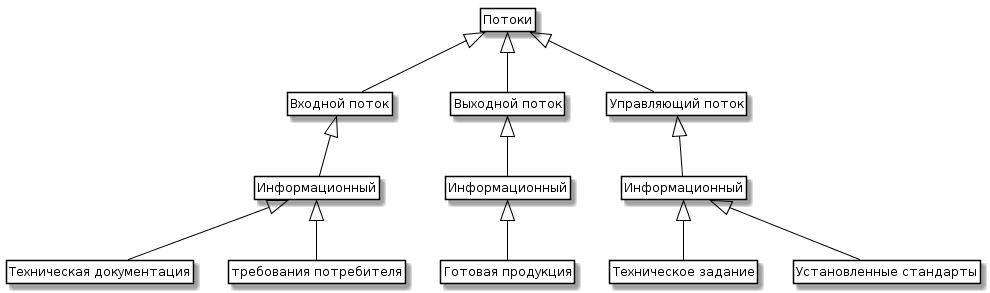 Потоки
Входной поток
Выходной поток
Управляющий поток
Информационный
Информационный
Информационный
Техническая документация
требования потребителя
Готовая продукция
Техническое задание
Установленные стандарты